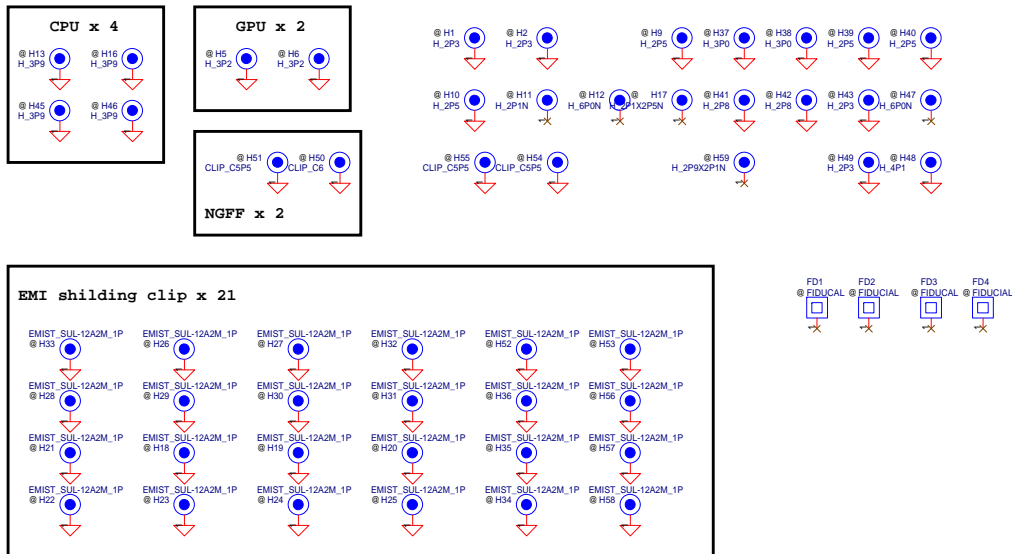 CPU x 4
@ H13
H_3P9
@ H16
H_3P9
@ H45
H_3P9
@ H46
H_3P9
GPU x 2
@ H5
H_3P2
@ H6
H_3P2
@ H51
CLIP_C5P5
@ H50
CLIP_C6
NGFF x 2
@ H1
H_2P3
@ H2
H_2P3
@ H9
H_2P5
@ H37
H_3P0
@ H38
H_3P0
@ H39
H_2P5
@ H40
H_2P5
@ H10
H_2P5
@ H11
H_2P1N
@ H12
H_6P0N
@ H17
H_2P1X2P5N
@ H41
H_2P8
@ H42
H_2P8
@ H43
H_2P3
@ H47
H_6P0N
@ H55
CLIP_C5P5
@ H54
CLIP_C5P5
@ H59
H_2P9X2P1N
@ H49
H_2P3
@ H48
H_4P1
EMI shilding clip x 21
EMIST_SUL-12A2M_1P
@ H33
EMIST_SUL-12A2M_1P
@ H26
EMIST_SUL-12A2M_1P
@ H27
EMIST_SUL-12A2M_1P
@ H32
EMIST_SUL-12A2M_1P
@ H52
EMIST_SUL-12A2M_1P
@ H53
EMIST_SUL-12A2M_1P
@ H28
EMIST_SUL-12A2M_1P
@ H29
EMIST_SUL-12A2M_1P
@ H30
EMIST_SUL-12A2M_1P
@ H31
EMIST_SUL-12A2M_1P
@ H36
EMIST_SUL-12A2M_1P
@ H56
EMIST_SUL-12A2M_1P
@ H21
EMIST_SUL-12A2M_1P
@ H18
EMIST_SUL-12A2M_1P
@ H19
EMIST_SUL-12A2M_1P
@ H20
EMIST_SUL-12A2M_1P
@ H35
EMIST_SUL-12A2M_1P
@ H57
EMIST_SUL-12A2M_1P
@ H22
EMIST_SUL-12A2M_1P
@ H23
EMIST_SUL-12A2M_1P
@ H24
EMIST_SUL-12A2M_1P
@ H25
EMIST_SUL-12A2M_1P
@ H34
EMIST_SUL-12A2M_1P
@ H58
FD1
@ FIDUCAL
FD2
@ FIDUCIAL
FD3
@ FIDUCAL
FD4
@ FIDUCIAL